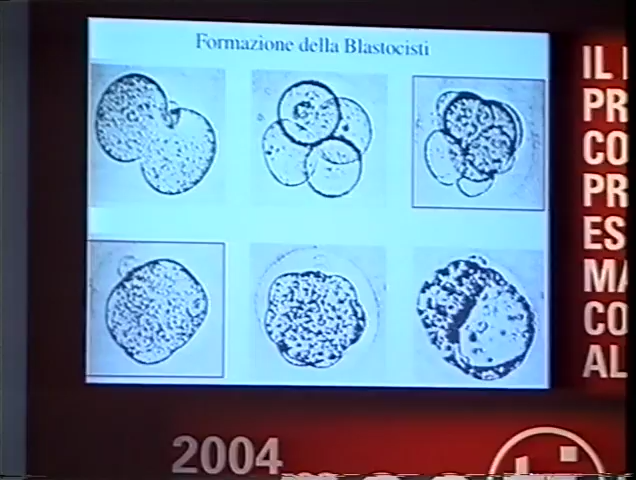 Formazione della Blastocisti
IL
PR
CO
PR
ES
MA
CO
AL
2004